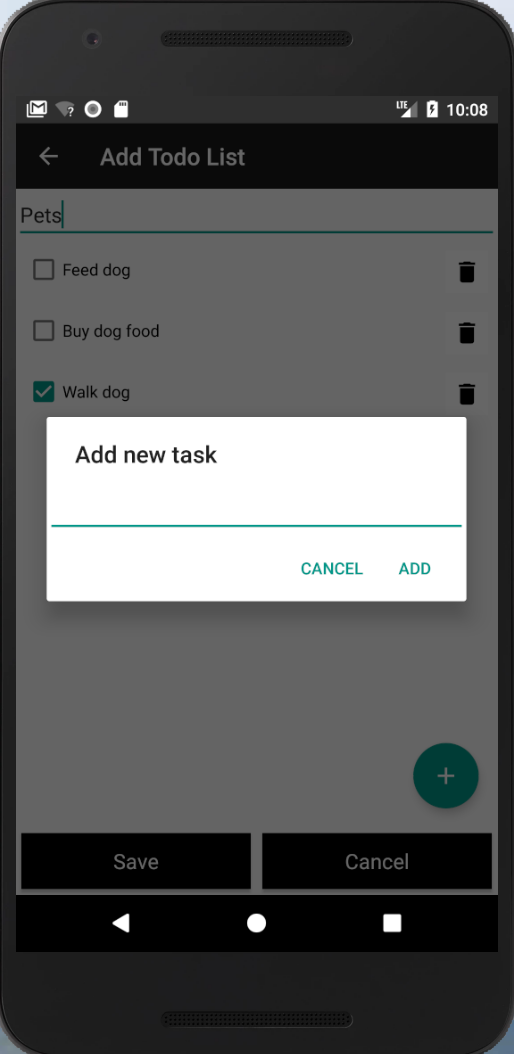 LTE 10:08
Add Todo List
Pets
Feed dog
Buy dog food
Walk dog
Add new task
CANCEL ADD
Save Cancel